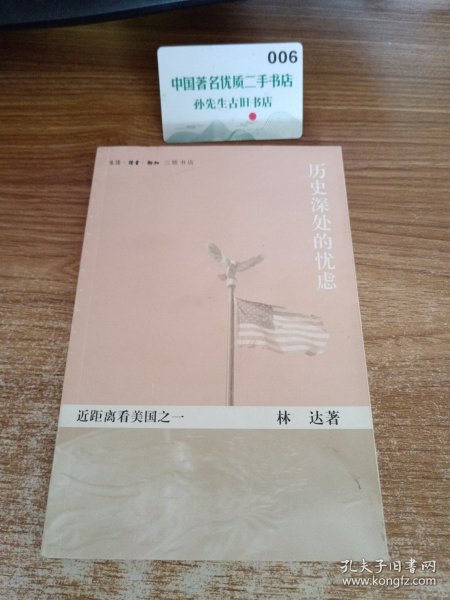 006
中国著名优质二手书店
孙先生古旧书店
生活·读书·新知 三联书店
历史深处的忧虑
近距离看美国之一
林 达著
孔夫子旧书网
www.kongfz.com